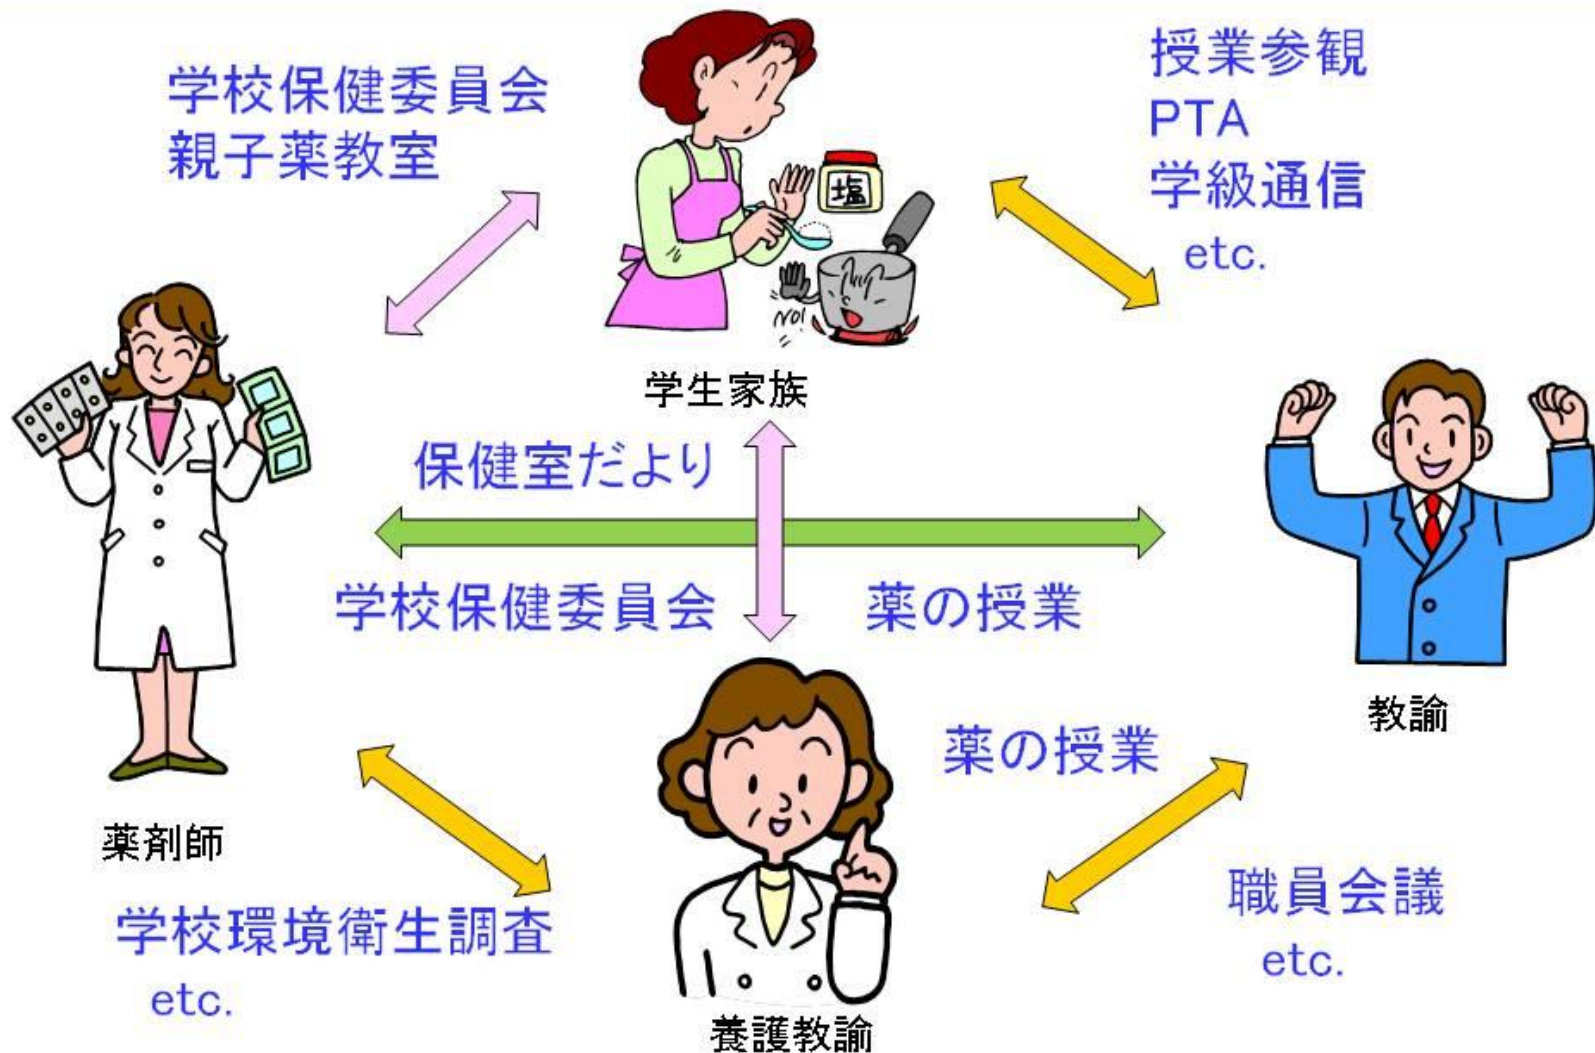 学校保健委員会
親子薬教室
授業参観
PTA
学級通信
etc.
塩
NO!
学生家族
保健室だより
学校保健委員会
薬の授業
教諭
薬の授業
薬剤師
学校環境衛生調査
etc.
職員会議
etc.
養護教諭